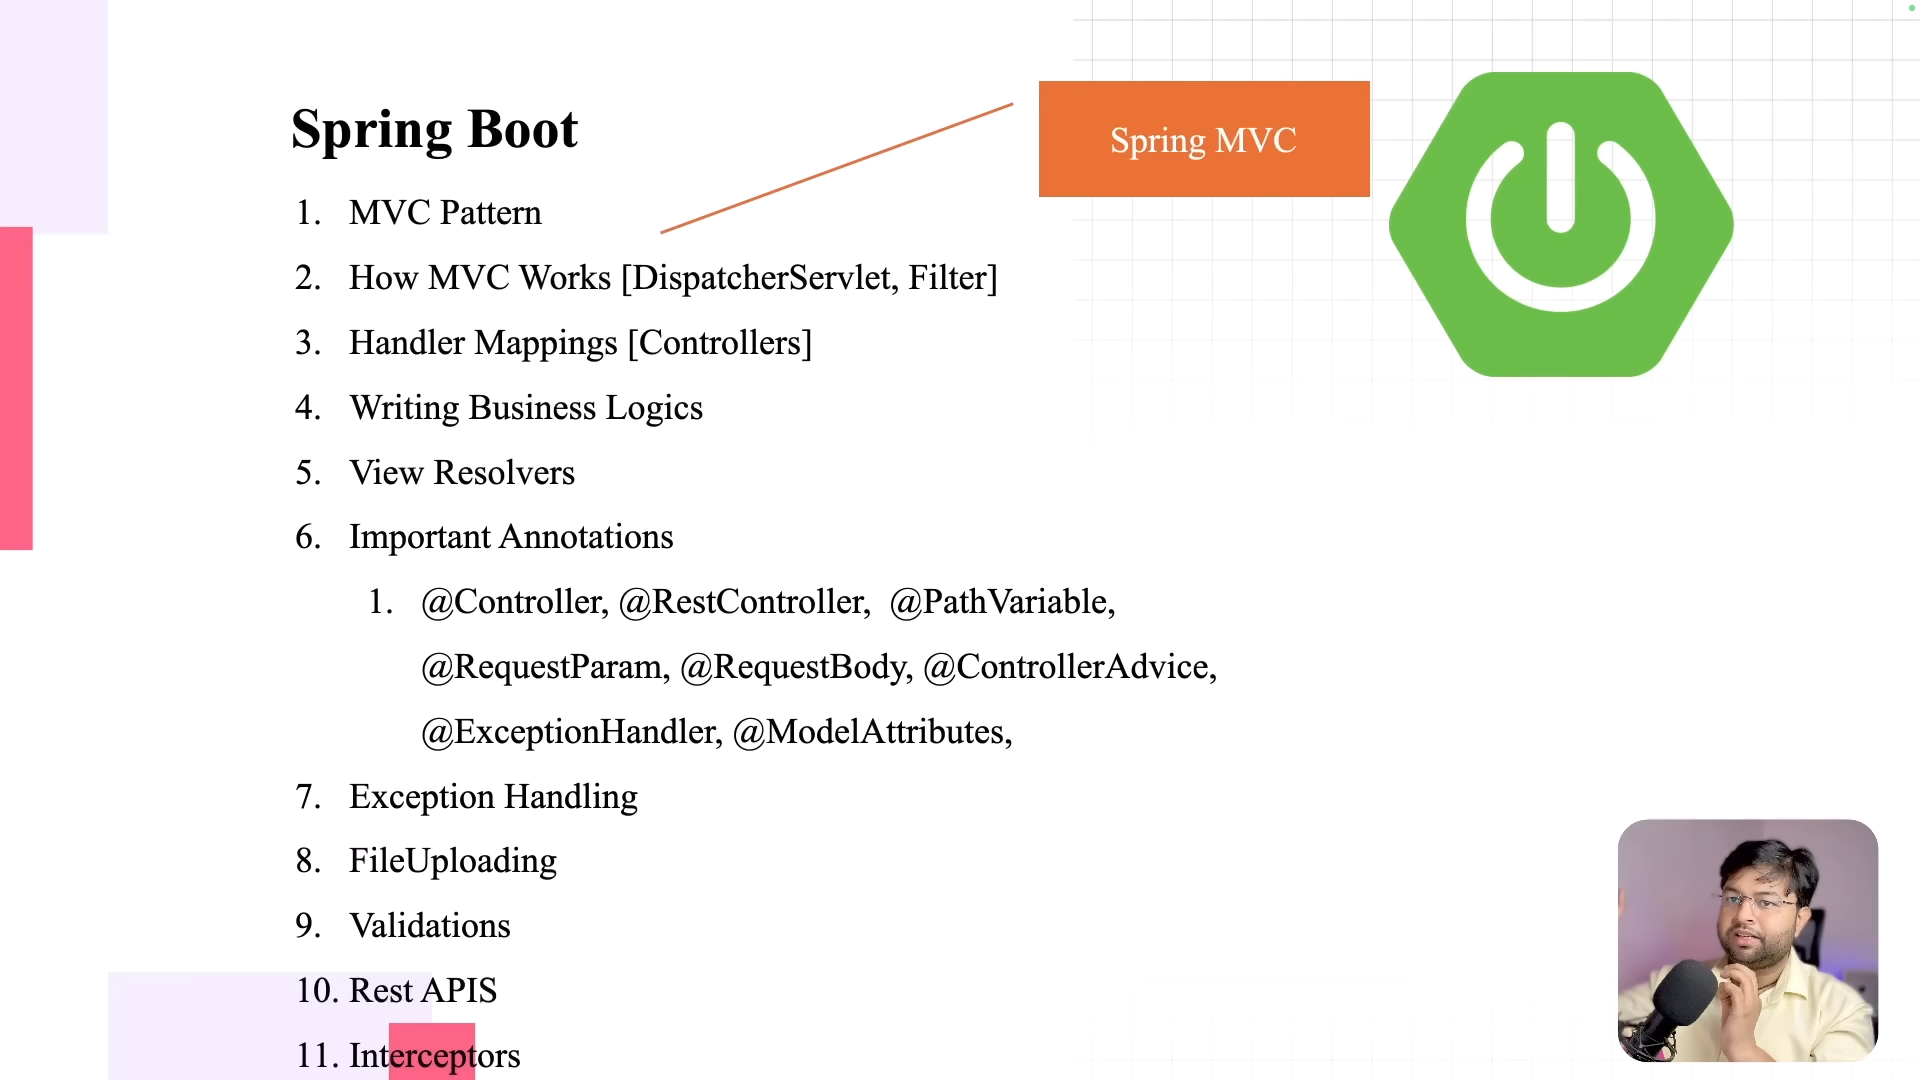 Spring Boot
Spring MVC
1. MVC Pattern
2. How MVC Works [DispatcherServlet, Filter]
3. Handler Mappings [Controllers]
4. Writing Business Logics
5. View Resolvers
6. Important Annotations
1. @Controller, @RestController,  @PathVariable,
@RequestParam, @RequestBody, @ControllerAdvice,
@ExceptionHandler, @ModelAttributes,
7. Exception Handling
8. FileUploading
9. Validations
10. Rest APIS
11. Interceptors